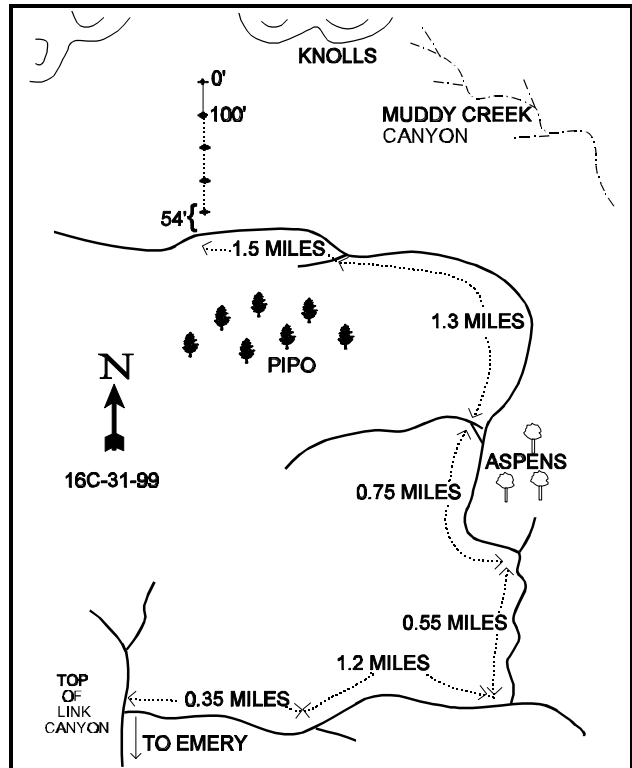 KNOLLS
0'
100'
MUDDY CREEK
CANYON
54'{
1.5 MILES
1.3 MILES
PIPO
N
16C-31-99
ASPENS
0.75 MILES
0.55 MILES
1.2 MILES
TOP
OF
LINK
CANYON
0.35 MILES
TO EMERY